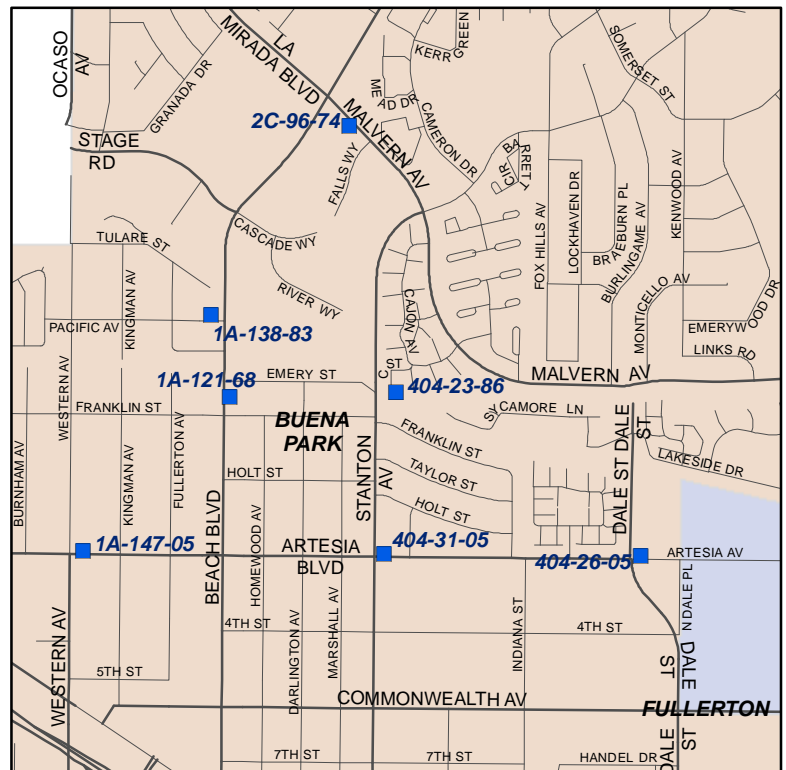 OCASO
AV
GRANADA DR
LA
MIRADA BLVD
KERR
GREEN
SOMERSET ST
MEAD DR
CAMERON DR
2C-96-74
MALVERN AV
STAGE
RD
FALLS WY
BARRETT
CIR
FOX HILLS AV
LOCKHAVEN DR
BRAEBURN PL
BURLINGAME AV
KENWOOD AV
TULARE ST
CASCADE WY
KINGMAN AV
RIVER WY
CAJON AV
MONTICELLO AV
EMERYWOOD DR
PACIFIC AV
1A-138-83
LINKS RD
WESTERN AV
1A-121-68
EMERY ST
C ST
404-23-86
MALVERN AV
FRANKLIN ST
BUENA
PARK
SYCAMORE LN
BURNHAM AV
KINGMAN AV
FULLERTON AV
STANTON
AV
FRANKLIN ST
DALE ST
DALE
ST
LAKESIDE DR
HOLT ST
TAYLOR ST
HOLT ST
BEACH BLVD
HOMEWOOD AV
1A-147-05
ARTESIA
BLVD
404-31-05
404-26-05
ARTESIA AV
N DALE PL
4TH ST
DARLINGTON AV
MARSHALL AV
INDIANA ST
4TH ST
WESTERN AV
5TH ST
DALE
ST
COMMONWEALTH AV
FULLERTON
7TH ST
7TH ST
HANDEL DR
DALE
ST